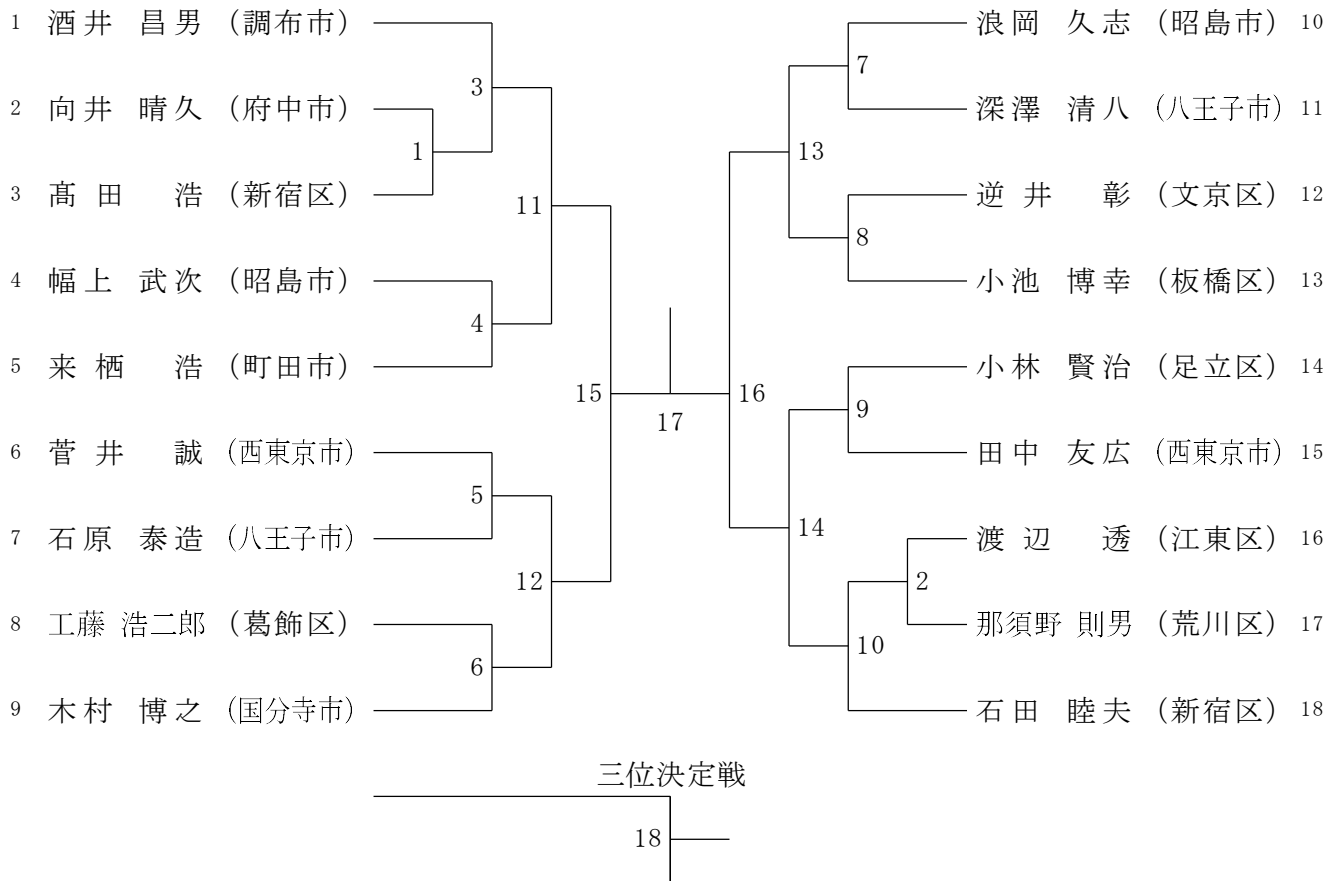 1 酒井 昌男 (調布市)
2 向井 晴久 (府中市)
3 髙田 浩 (新宿区)
4 幅上 武次 (昭島市)
5 来栖 浩 (町田市)
6 菅井 誠 (西東京市)
7 石原 泰造 (八王子市)
8 工藤 浩二郎 (葛飾区)
9 木村 博之 (国分寺市)
3
1
11
4
15
5
12
6
17
浪岡 久志 (昭島市) 10
深澤 清八 (八王子市) 11
逆井 彰 (文京区) 12
小池 博幸 (板橋区) 13
小林 賢治 (足立区) 14
田中 友広 (西東京市) 15
渡辺 透 (江東区) 16
那須野 則男 (荒川区) 17
石田 睦夫 (新宿区) 18
7
13
8
16
9
14
2
10
三位決定戦
18